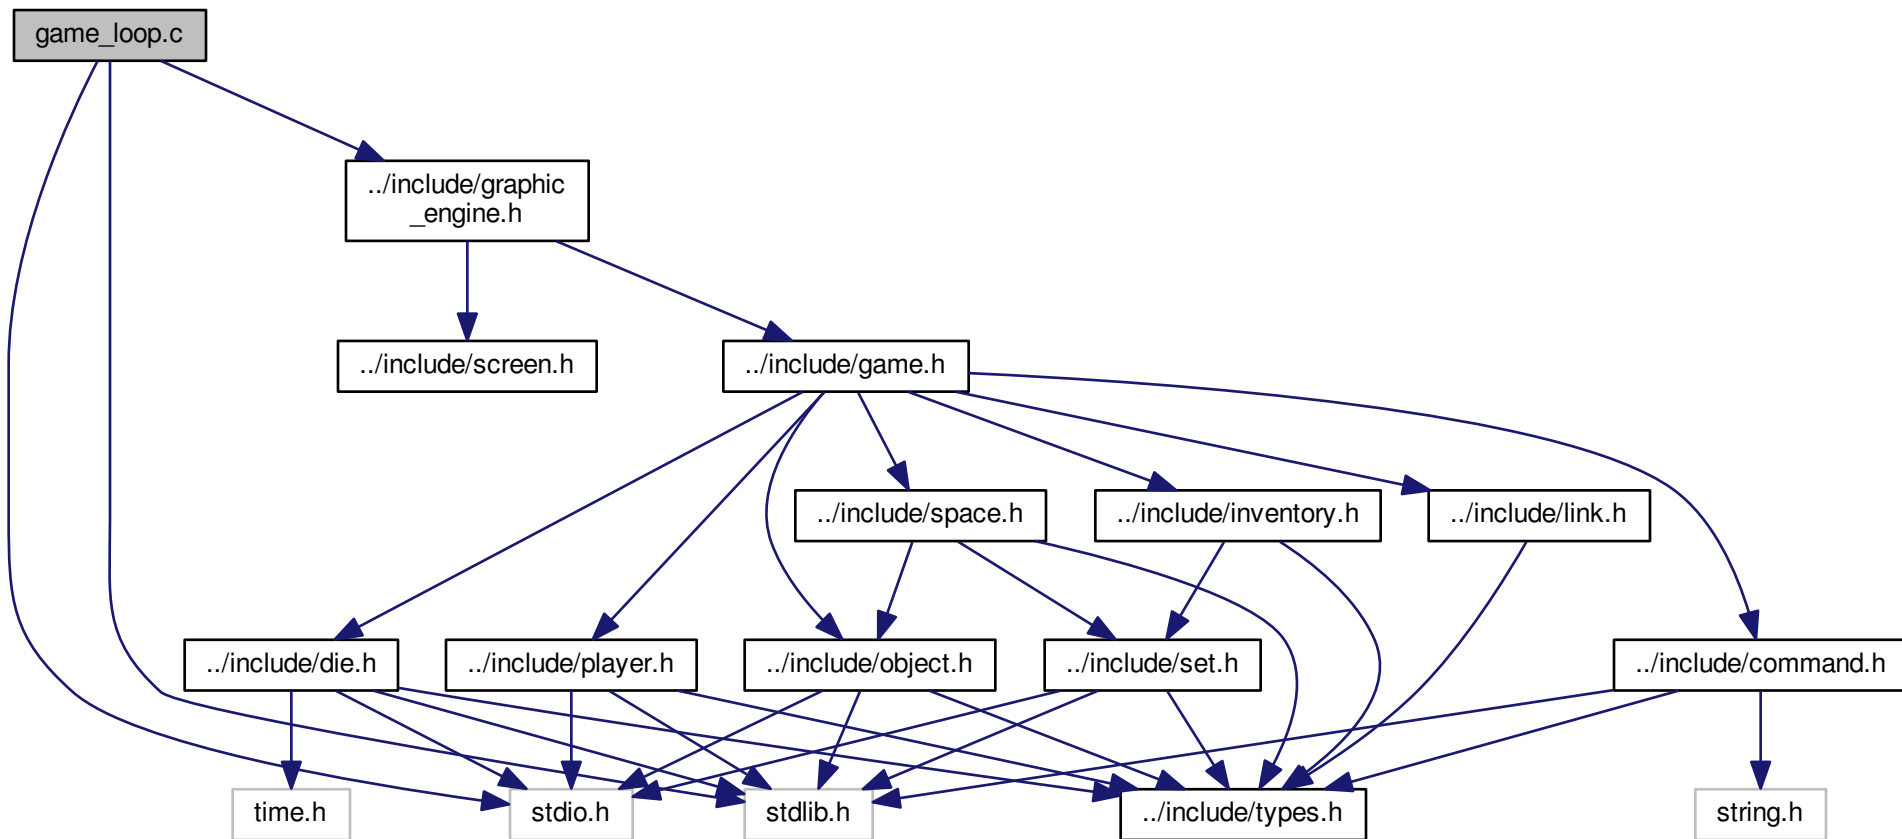 game_loop.c
../include/graphic
_engine.h
../include/screen.h
../include/game.h
../include/space.h
../include/inventory.h
../include/link.h
../include/die.h
../include/player.h
../include/object.h
../include/set.h
../include/command.h
time.h
stdio.h
stdlib.h
../include/types.h
string.h